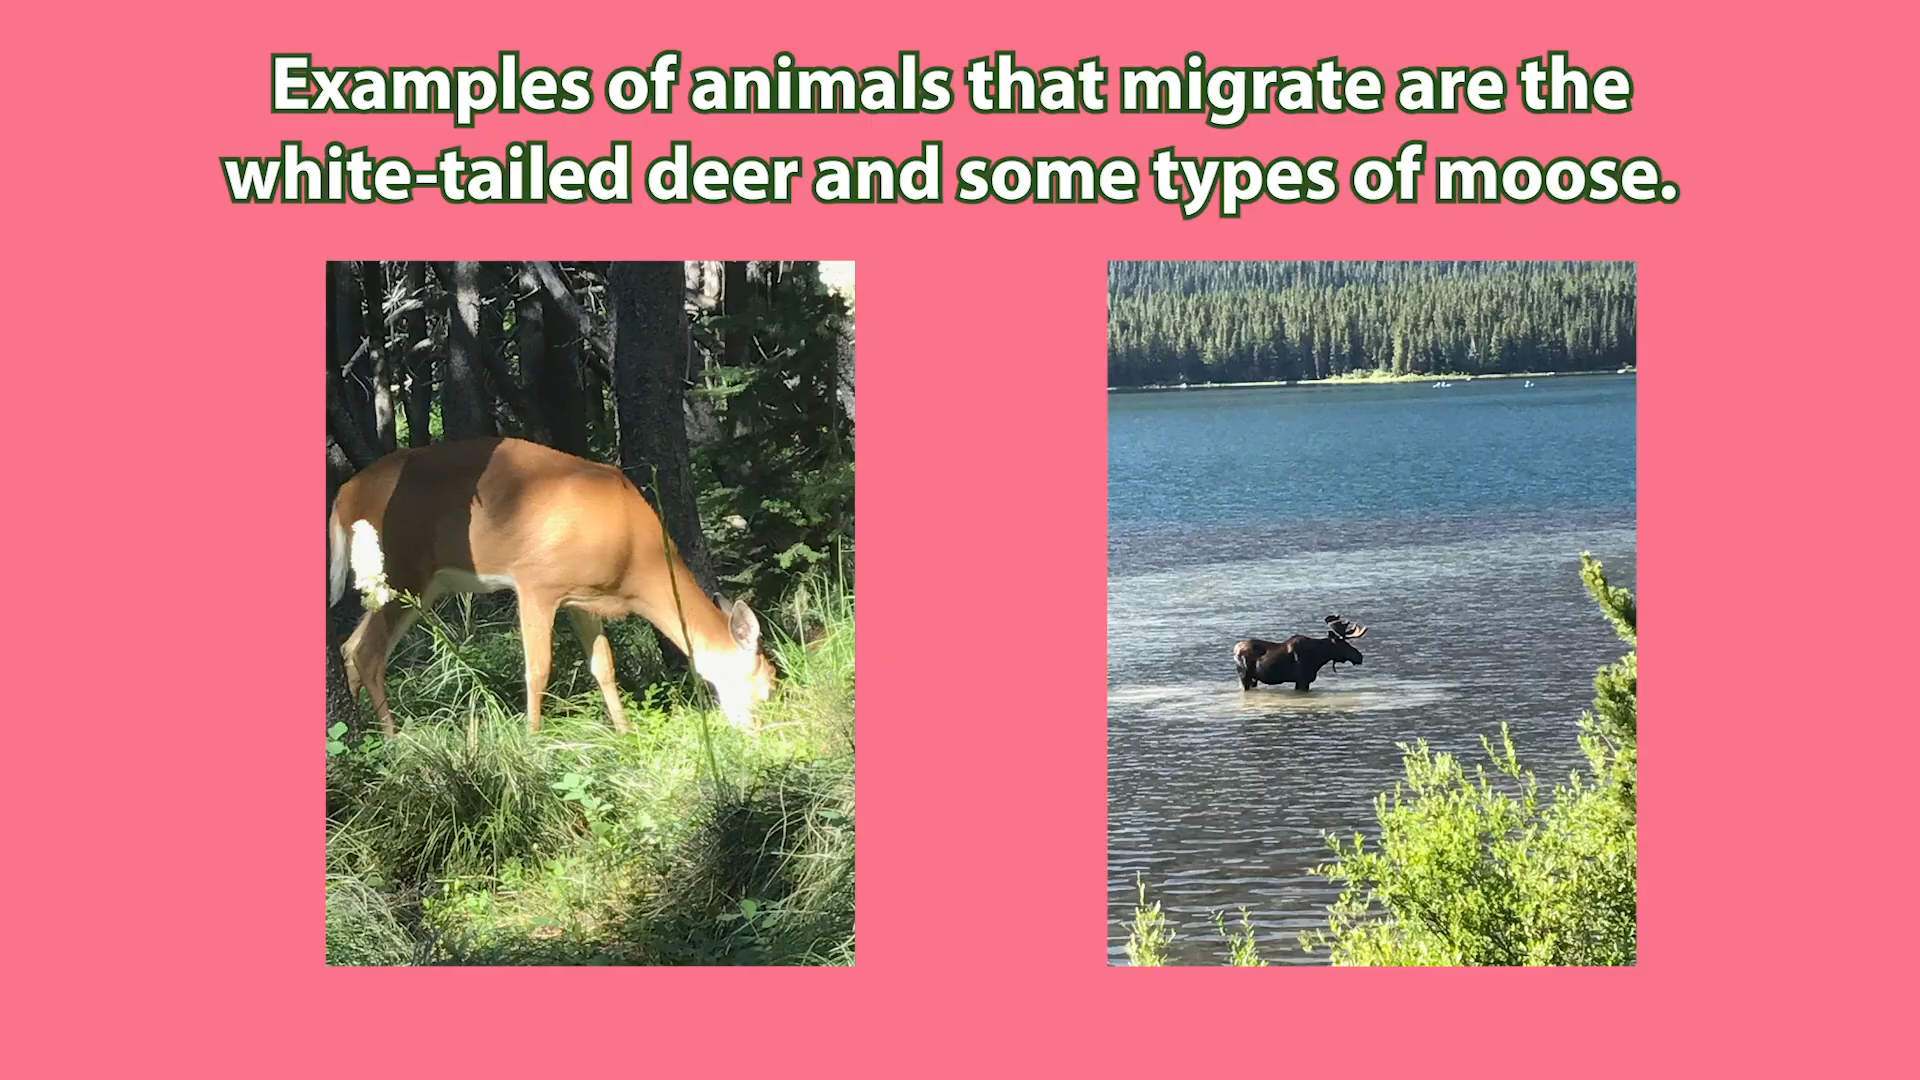 Examples of animals that migrate are the
white-tailed deer and some types of moose.